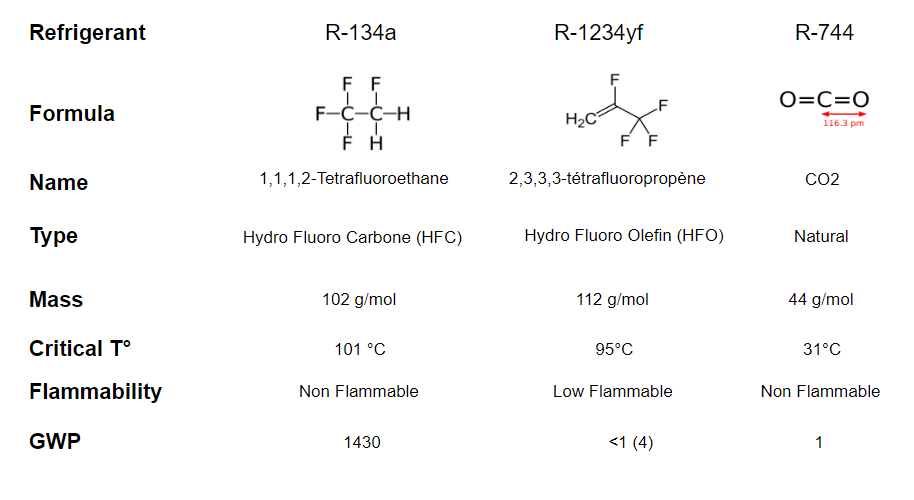 Refrigerant R-134a R-1234yf R-744
Formula
F F
F-C-C-H
F H
F
H₂C F
F F
O=C=O
116.3 pm
Name 1,1,1,2-Tetrafluoroethane 2,3,3,3-tétrafluoropropène CO2
Type Hydro Fluoro Carbone (HFC) Hydro Fluoro Olefin (HFO) Natural
Mass 102 g/mol 112 g/mol 44 g/mol
Critical T° 101 °C 95°C 31°C
Flammability Non Flammable Low Flammable Non Flammable
GWP 1430 <1 (4) 1